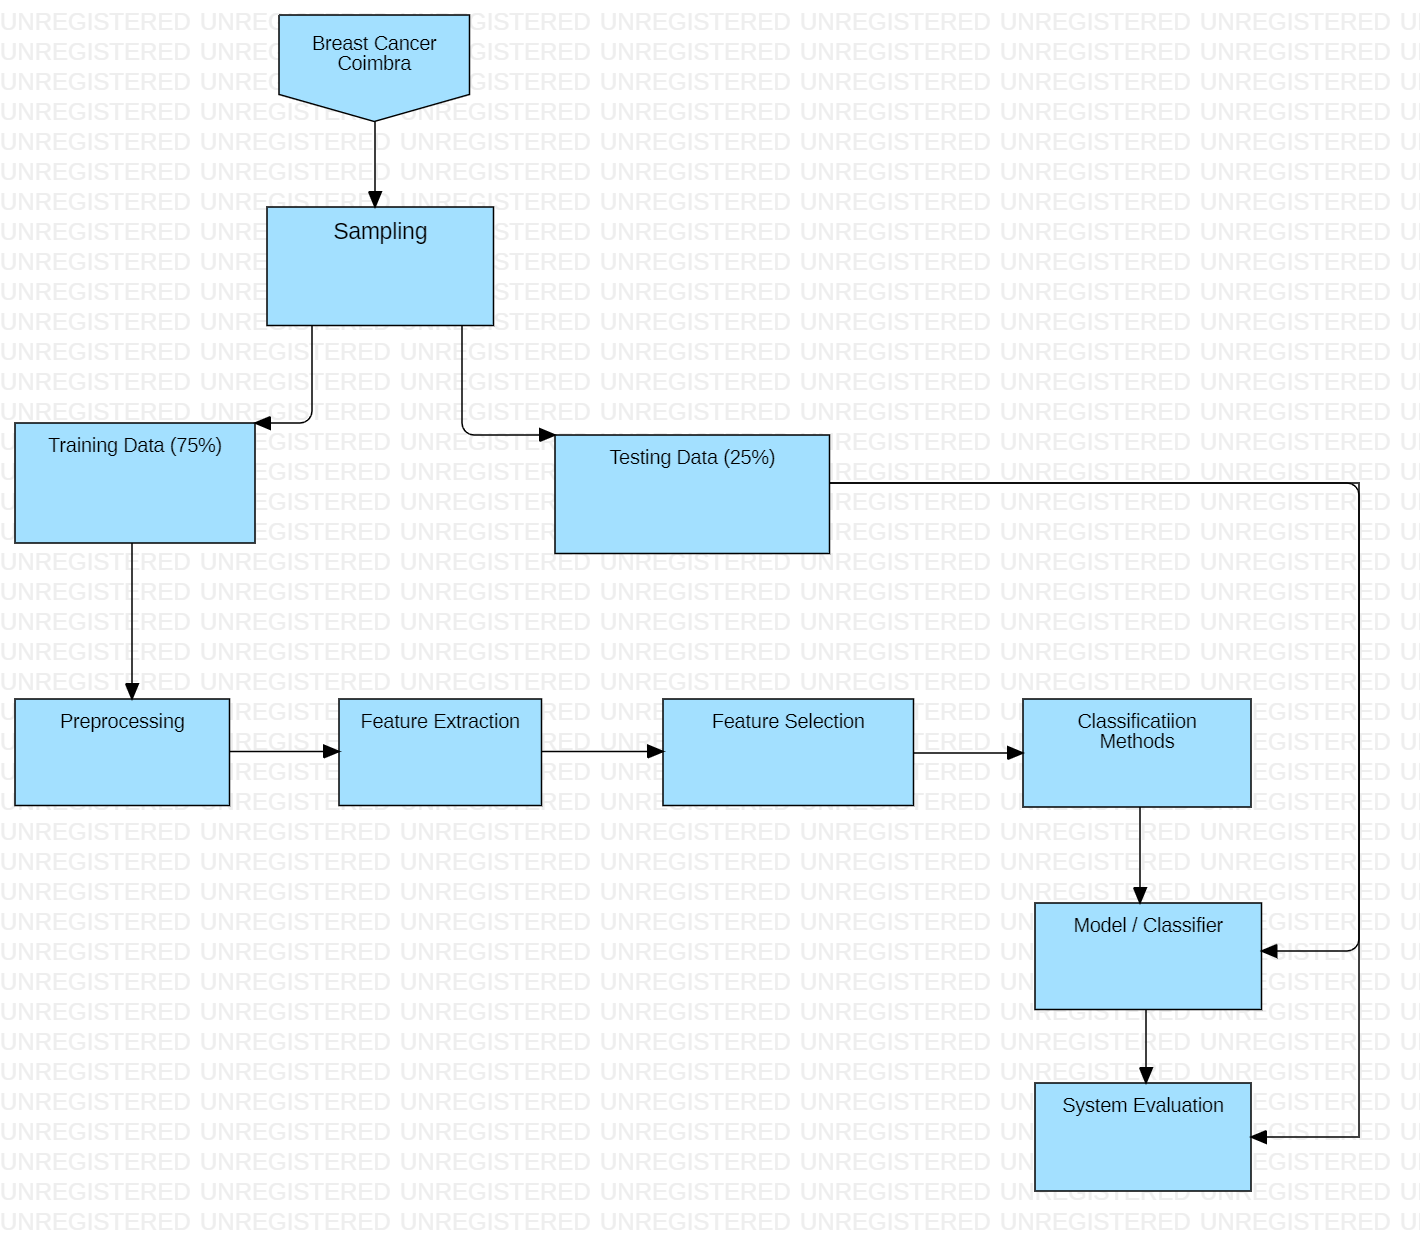 Breast Cancer
Coimbra
Sampling
Training Data (75%)
Testing Data (25%)
Preprocessing
Feature Extraction
Feature Selection
Classificatiion
Methods
Model / Classifier
System Evaluation
UNREGISTERED